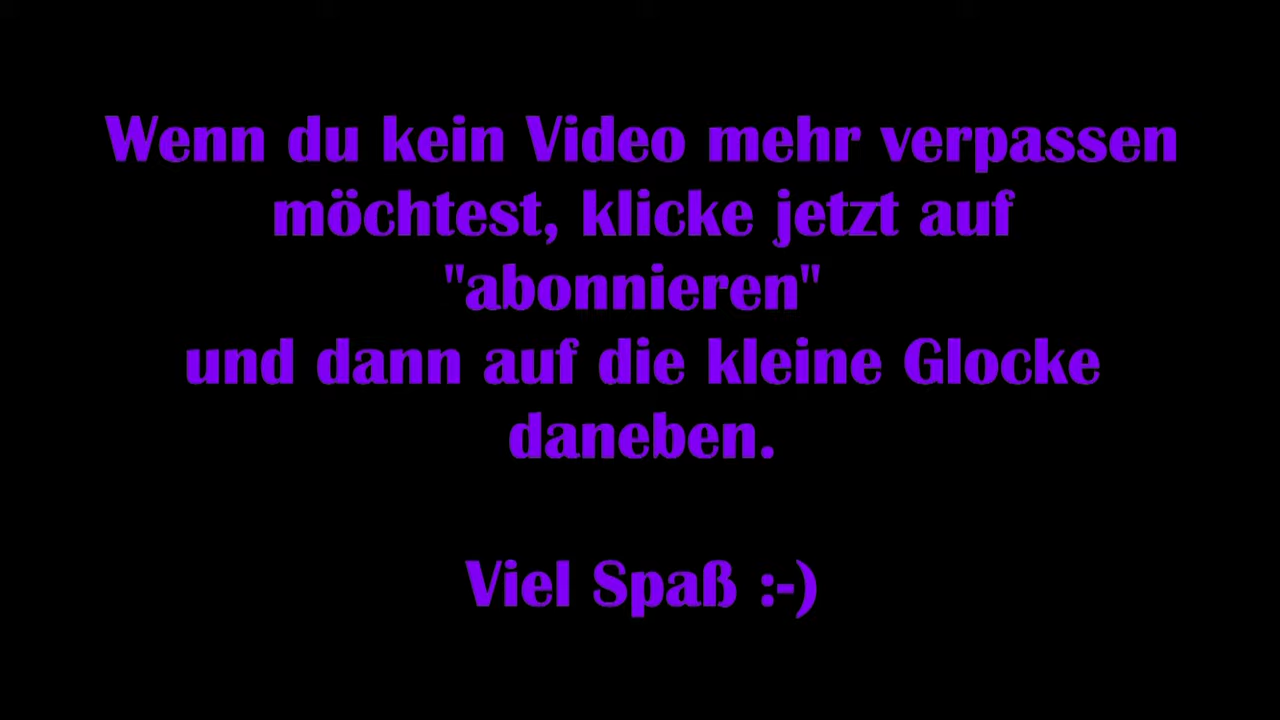 Wenn du kein Video mehr verpassen
möchtest, klicke jetzt auf
"abonnieren"
und dann auf die kleine Glocke
daneben.
Viel Spaß :-)